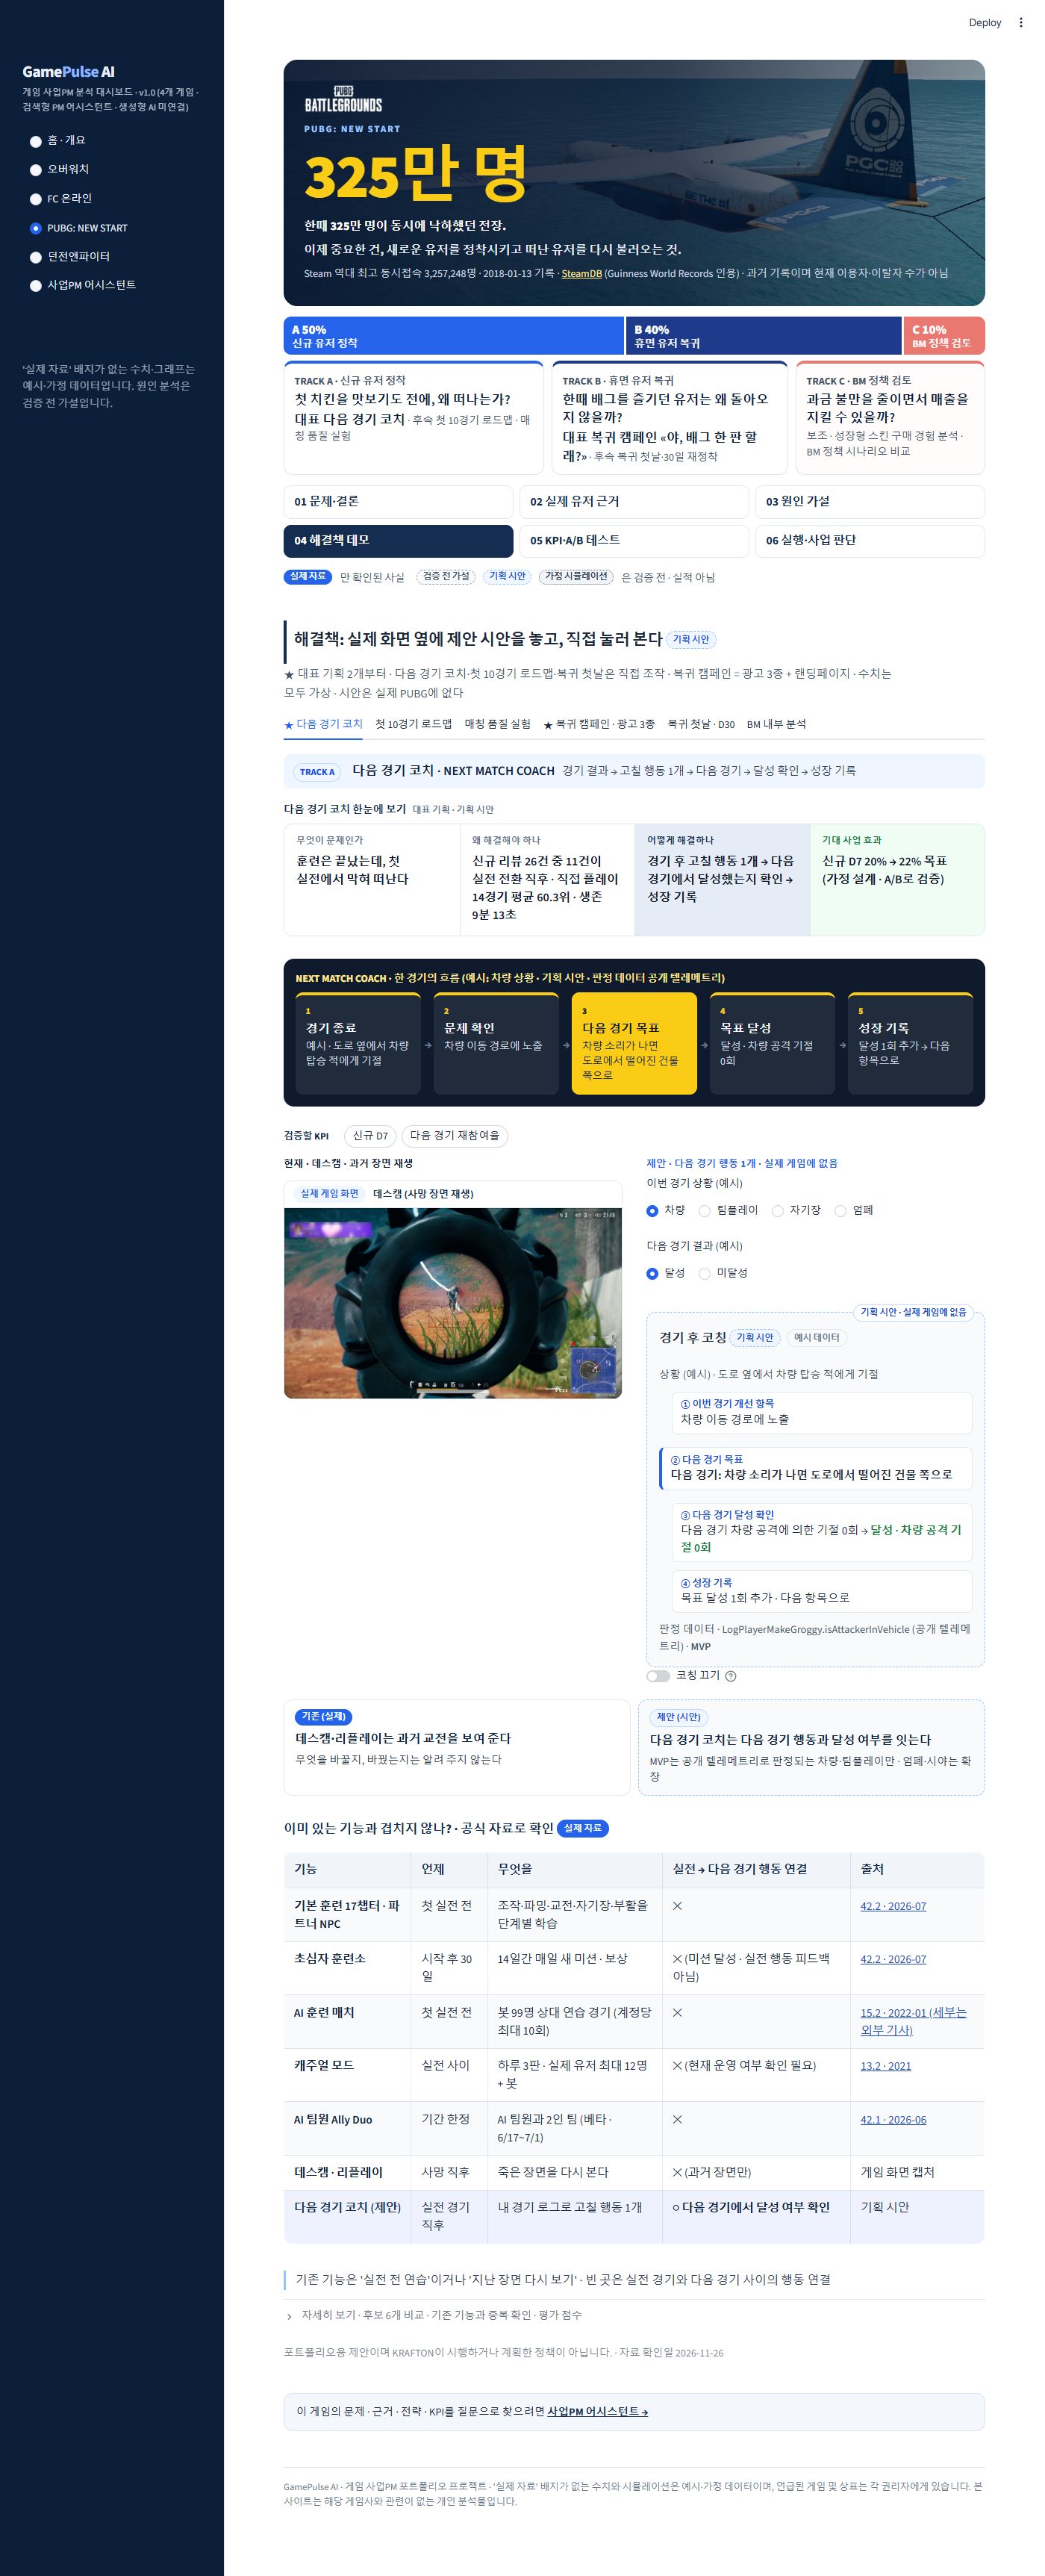 Deploy
GamePulse AI
게임 사업PM 분석 대시보드 · v1.0 (4개 게임 ·
검색형 PM 어시스턴트 · 생성형 AI 미연결)
홈 · 개요
오버워치
FC 온라인
PUBG: NEW START
던전앤파이터
사업PM 어시스턴트
'실제 자료' 배지가 없는 수치·그래프는
예시·가정 데이터입니다. 원인 분석은
검증 전 가설입니다.
PUBG
BATTLEGROUNDS
PUBG: NEW START
325만 명
한때 325만 명이 동시에 낙하했던 전장.
이제 중요한 건, 새로운 유저를 정착시키고 떠난 유저를 다시 불러오는 것.
Steam 역대 최고 동시접속 3,257,248명 · 2018-01-13 기록 · SteamDB (Guinness World Records 인용) · 과거 기록이며 현재 이용자·이탈자 수가 아님
PGC
A 50%
신규 유저 정착
B 40%
휴면 유저 복귀
C 10%
BM 정책 검토
TRACK A · 신규 유저 정착
첫 치킨을 맛보기도 전에, 왜 떠나는가?
대표 다음 경기 코치 · 후속 첫 10경기 로드맵 · 매
칭 품질 실험
TRACK B · 휴면 유저 복귀
한때 배그를 즐기던 유저는 왜 돌아오
지 않을까?
대표 복귀 캠페인 «야, 배그 한 판 할
래?» · 후속 복귀 첫날·30일 재정착
TRACK C · BM 정책 검토
과금 불만을 줄이면서 매출을
지킬 수 있을까?
보조 · 성장형 스킨 구매 경험 분석 ·
BM 정책 시나리오 비교
01 문제·결론
02 실제 유저 근거
03 원인 가설
04 해결책 데모
05 KPI·A/B 테스트
06 실행·사업 판단
실제 자료 만 확인된 사실 검증 전 가설 기획 시안 가정 시뮬레이션 은 검증 전 · 실적 아님
해결책: 실제 화면 옆에 제안 시안을 놓고, 직접 눌러 본다 기획 시안
★ 대표 기획 2개부터 · 다음 경기 코치·첫 10경기 로드맵·복귀 첫날은 직접 조작 · 복귀 캠페인 = 광고 3종 + 랜딩페이지 · 수치는
모두 가상 · 시안은 실제 PUBG에 없다
★ 다음 경기 코치
첫 10경기 로드맵
매칭 품질 실험
★ 복귀 캠페인 · 광고 3종
복귀 첫날 · D30
BM 내부 분석
TRACK A 다음 경기 코치 · NEXT MATCH COACH 경기 결과 → 고칠 행동 1개 → 다음 경기 → 달성 확인 → 성장 기록
다음 경기 코치 한눈에 보기 대표 기획 · 기획 시안
무엇이 문제인가
훈련은 끝났는데, 첫
실전에서 막혀 떠난다
왜 해결해야 하나
신규 리뷰 26건 중 11건이
실전 전환 직후 · 직접 플레이
14경기 평균 60.3위 · 생존
9분 13초
어떻게 해결하나
경기 후 고칠 행동 1개 → 다음
경기에서 달성했는지 확인 →
성장 기록
기대 사업 효과
신규 D7 20% → 22% 목표
(가정 설계 · A/B로 검증)
NEXT MATCH COACH · 한 경기의 흐름 (예시: 차량 상황 · 기획 시안 · 판정 데이터 공개 텔레메트리)
1
경기 종료
예시 · 도로 옆에서 차량
탑승 적에게 기절
→
2
문제 확인
차량 이동 경로에 노출
→
3
다음 경기 목표
차량 소리가 나면
도로에서 떨어진 건물
쪽으로
→
4
목표 달성
달성 · 차량 공격 기절
0회
→
5
성장 기록
달성 1회 추가 → 다음
항목으로
검증할 KPI 신규 D7 다음 경기 재참여율
현재 · 데스캠 · 과거 장면 재생
실제 게임 화면 데스캠 (사망 장면 재생)
제안 · 다음 경기 행동 1개 · 실제 게임에 없음
이번 경기 상황 (예시)
차량 팀플레이 자기장 엄폐
다음 경기 결과 (예시)
달성 미달성
기획 시안 · 실제 게임에 없음
경기 후 코칭 기획 시안 예시 데이터
상황 (예시) · 도로 옆에서 차량 탑승 적에게 기절
① 이번 경기 개선 항목
차량 이동 경로에 노출
② 다음 경기 목표
다음 경기: 차량 소리가 나면 도로에서 떨어진 건물 쪽으로
③ 다음 경기 달성 확인
다음 경기 차량 공격에 의한 기절 0회 → 달성 · 차량 공격 기
절 0회
④ 성장 기록
목표 달성 1회 추가 · 다음 항목으로
판정 데이터 · LogPlayerMakeGroggy.isAttackerInVehicle (공개 텔레메
트리) · MVP
코칭 끄기
기존 (실제)
데스캠·리플레이는 과거 교전을 보여 준다
무엇을 바꿀지, 바꿨는지는 알려 주지 않는다
제안 (시안)
다음 경기 코치는 다음 경기 행동과 달성 여부를 잇는다
MVP는 공개 텔레메트리로 판정되는 차량·팀플레이만 · 엄폐·시야는 확
장
이미 있는 기능과 겹치지 않나? · 공식 자료로 확인 실제 자료
기능 언제 무엇을 실전 → 다음 경기 행동 연결 출처
기본 훈련 17챕터 · 파
트너 NPC
첫 실전 전
조작·파밍·교전·자기장·부활을
단계별 학습
✕
42.2 · 2026-07
초심자 훈련소
시작 후 30
일
14일간 매일 새 미션 · 보상
✕ (미션 달성 · 실전 행동 피드백
아님)
42.2 · 2026-07
AI 훈련 매치
첫 실전 전
봇 99명 상대 연습 경기 (계정당
최대 10회)
✕
15.2 · 2022-01 (세부는
외부 기사)
캐주얼 모드
실전 사이
하루 3판 · 실제 유저 최대 12명
+ 봇
✕ (현재 운영 여부 확인 필요)
13.2 · 2021
AI 팀원 Ally Duo
기간 한정
AI 팀원과 2인 팀 (베타 ·
6/17~7/1)
✕
42.1 · 2026-06
데스캠 · 리플레이
사망 직후
죽은 장면을 다시 본다
✕ (과거 장면만)
게임 화면 캡처
다음 경기 코치 (제안)
실전 경기
직후
내 경기 로그로 고칠 행동 1개
○ 다음 경기에서 달성 여부 확인
기획 시안
기존 기능은 '실전 전 연습'이거나 '지난 장면 다시 보기' · 빈 곳은 실전 경기와 다음 경기 사이의 행동 연결
자세히 보기 · 후보 6개 비교 · 기존 기능과 중복 확인 · 평가 점수
포트폴리오용 제안이며 KRAFTON이 시행하거나 계획한 정책이 아닙니다. · 자료 확인일 2026-11-26
이 게임의 문제 · 근거 · 전략 · KPI를 질문으로 찾으려면 사업PM 어시스턴트 →
GamePulse AI · 게임 사업PM 포트폴리오 프로젝트 · '실제 자료' 배지가 없는 수치와 시뮬레이션은 예시·가정 데이터이며, 언급된 게임 및 상표는 각 권리자에게 있습니다. 본
사이트는 해당 게임사와 관련이 없는 개인 분석물입니다.